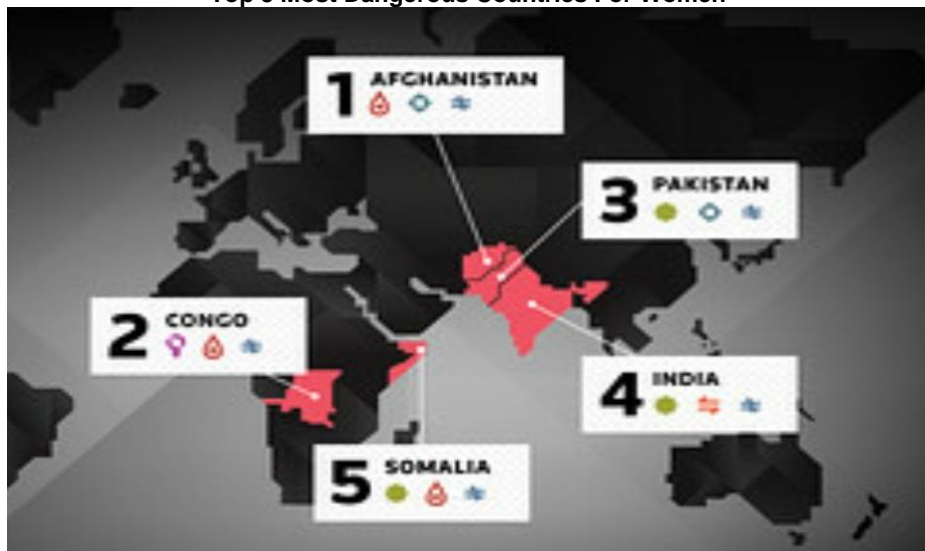 Top 5 Most Dangerous Countries For Women
1 AFGHANISTAN
3 PAKISTAN
2 CONGO
4 INDIA
5 SOMALIA